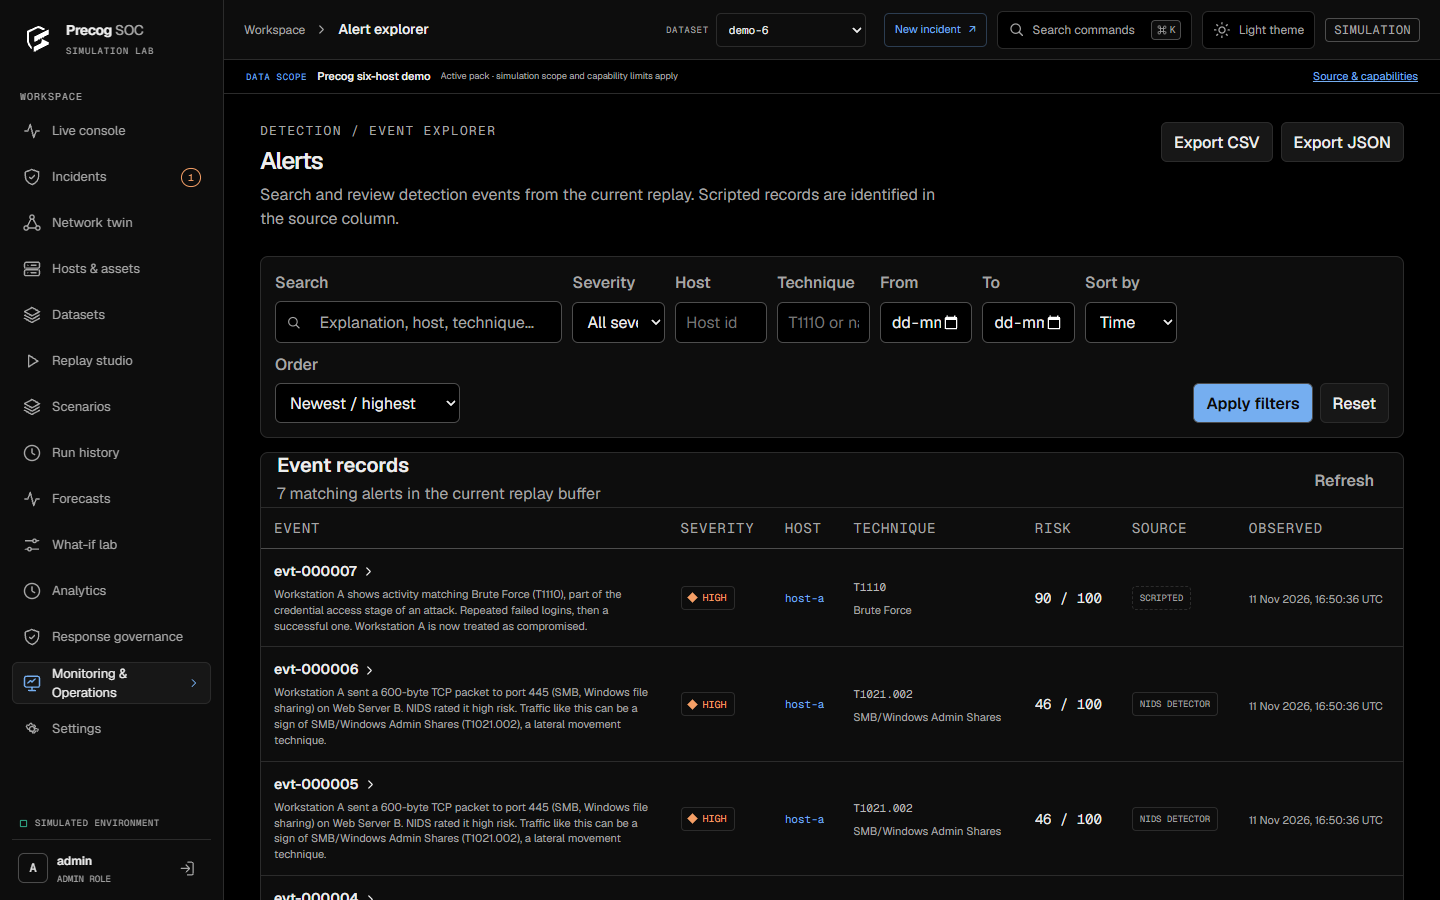 Precog SOC
SIMULATION LAB
WORKSPACE
Live console
Incidents
1
Network twin
Hosts & assets
Datasets
Replay studio
Scenarios
Run history
Forecasts
What-if lab
Analytics
Response governance
Monitoring &
Operations
Settings
SIMULATED ENVIRONMENT
A
admin
ADMIN ROLE
Workspace > Alert explorer
DATASET demo-6
New incident ↗
Search commands ⌘ K
Light theme
SIMULATION
DATA SCOPE Precog six-host demo Active pack · simulation scope and capability limits apply
Source & capabilities
DETECTION / EVENT EXPLORER
Alerts
Search and review detection events from the current replay. Scripted records are identified in
the source column.
Export CSV Export JSON
Search Severity Host Technique From To Sort by
Explanation, host, technique... All seve Host id T1110 or na dd-mn dd-mn Time
Order
Newest / highest
Apply filters Reset
Event records
7 matching alerts in the current replay buffer
Refresh
EVENT SEVERITY HOST TECHNIQUE RISK SOURCE OBSERVED
evt-000007 >
Workstation A shows activity matching Brute Force (T1110), part of the
credential access stage of an attack. Repeated failed logins, then a
successful one. Workstation A is now treated as compromised.
HIGH
host-a
T1110
Brute Force
90 / 100
SCRIPTED
11 Nov 2026, 16:50:36 UTC
evt-000006 >
Workstation A sent a 600-byte TCP packet to port 445 (SMB, Windows file
sharing) on Web Server B. NIDS rated it high risk. Traffic like this can be a
sign of SMB/Windows Admin Shares (T1021.002), a lateral movement
technique.
HIGH
host-a
T1021.002
SMB/Windows Admin Shares
46 / 100
NIDS DETECTOR
11 Nov 2026, 16:50:36 UTC
evt-000005 >
Workstation A sent a 600-byte TCP packet to port 445 (SMB, Windows file
sharing) on Web Server B. NIDS rated it high risk. Traffic like this can be a
sign of SMB/Windows Admin Shares (T1021.002), a lateral movement
technique.
HIGH
host-a
T1021.002
SMB/Windows Admin Shares
46 / 100
NIDS DETECTOR
11 Nov 2026, 16:50:36 UTC
evt-000004 >